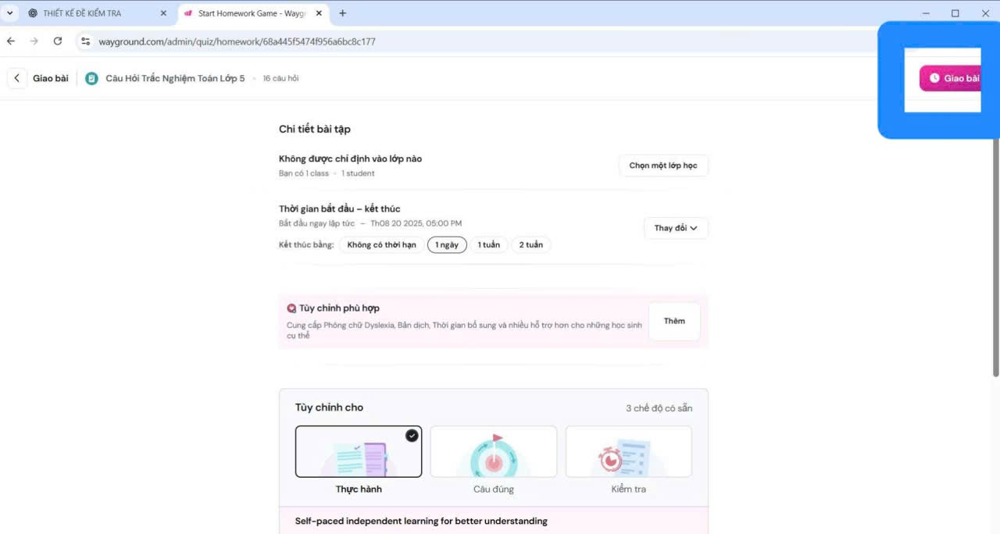 THIẾT KẾ ĐỀ KIỂM TRA
Start Homework Game - Wayg
wayground.com/admin/quiz/homework/68a445f5474f956a6bc8c177
Giao bài
Câu Hỏi Trắc Nghiệm Toán Lớp 5 • 16 câu hỏi
Giao bài
Chi tiết bài tập
Không được chỉ định vào lớp nào
Bạn có 1 class • 1 student
Chọn một lớp học
Thời gian bắt đầu – kết thúc
Bắt đầu ngay lập tức – Th08 20 2025, 05:00 PM
Thay đổi
Kết thúc bằng: Không có thời hạn 1 ngày 1 tuần 2 tuần
Tùy chỉnh phù hợp
Cung cấp Phông chữ Dyslexia, Bản dịch, Thời gian bổ sung và nhiều hỗ trợ hơn cho những học sinh
cụ thể
Thêm
Tùy chỉnh cho
3 chế độ có sẵn
Thực hành
Câu đúng
Kiểm tra
Self-paced independent learning for better understanding